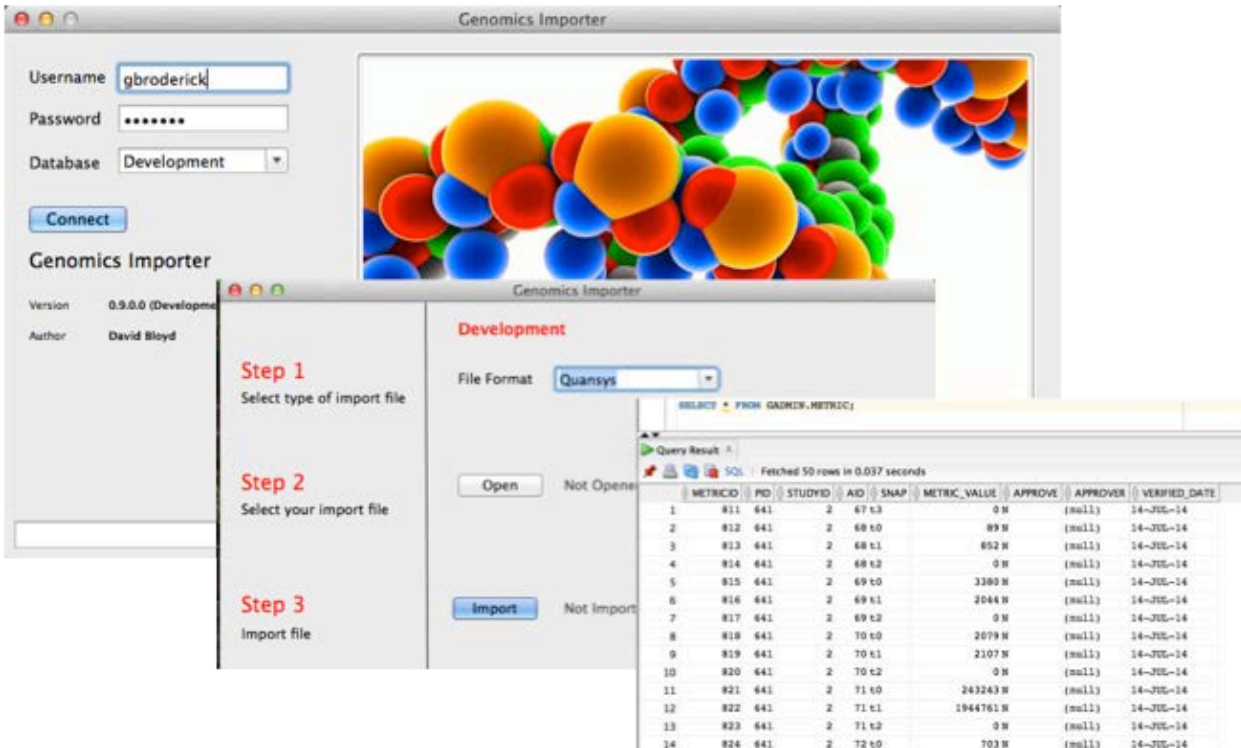 Genomics Importer
Username gbroderick
Password •••••••
Database Development
Connect
Genomics Importer
Version 0.9.0.0 (Developme
Author David Bloyd
Genomics Importer
Development
Step 1
Select type of import file
File Format Quansys
Step 2
Select your import file
Open Not Opene
Step 3
Import file
Import Not Import
SELECT * FROM GADMIN.METRIC;
Query Result
SQL Fetched 50 rows in 0.037 seconds
METRICID PID STUDYID AID SNAP METRIC_VALUE APPROVE APPROVER VERIFIED_DATE
1 811 641 2 67 t3 0 N (null) 14-JUL-14
2 812 641 2 68 t0 89 N (null) 14-JUL-14
3 813 641 2 68 t1 852 N (null) 14-JUL-14
4 814 641 2 68 t2 0 N (null) 14-JUL-14
5 815 641 2 69 t0 3380 N (null) 14-JUL-14
6 816 641 2 69 t1 2044 N (null) 14-JUL-14
7 817 641 2 69 t2 0 N (null) 14-JUL-14
8 818 641 2 70 t0 2079 N (null) 14-JUL-14
9 819 641 2 70 t1 2107 N (null) 14-JUL-14
10 820 641 2 70 t2 0 N (null) 14-JUL-14
11 821 641 2 71 t0 243243 N (null) 14-JUL-14
12 822 641 2 71 t1 1944761 N (null) 14-JUL-14
13 823 641 2 71 t2 0 N (null) 14-JUL-14
14 824 641 2 72 t0 703 N (null) 14-JUL-14